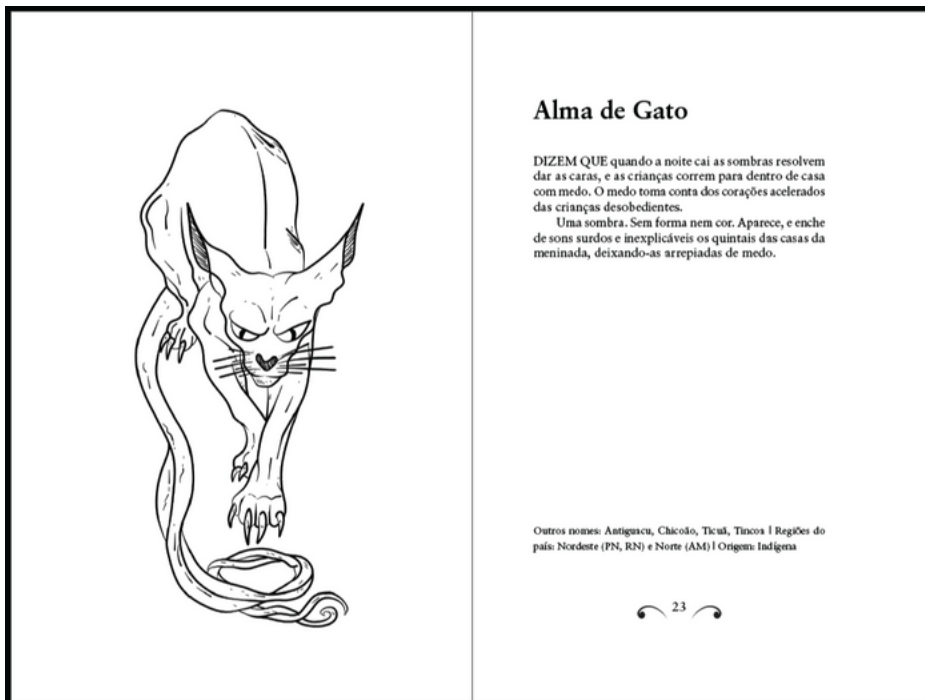 Alma de Gato
DIZEM QUE quando a noite cai as sombras resolvem
dar as caras, e as crianças correm para dentro de casa
com medo. O medo toma conta dos corações acelerados
das crianças desobedientes.
Uma sombra. Sem forma nem cor. Aparece, e enche
de sons surdos e inexplicáveis os quintais das casas da
meninada, deixando-as arrepiadas de medo.
Outros nomes: Antiguacu, Chicoão, Ticuã, Tincoa | Regiões do
país: Nordeste (PN, RN) e Norte (AM) | Origem: Indígena
23